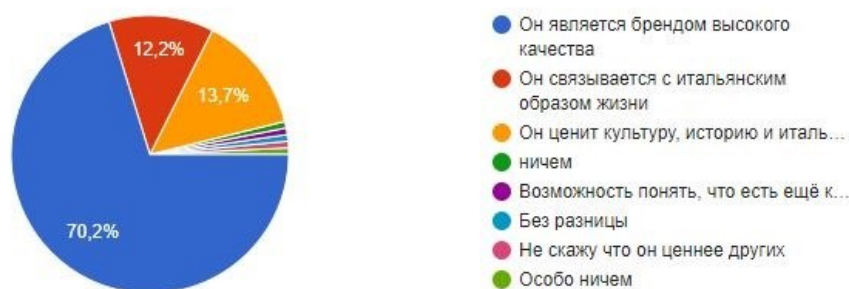 12,2%
13,7%
70,2%
Он является брендом высокого
качества
Он связывается с итальянским
образом жизни
Он ценит культуру, историю и италь...
ничем
Возможность понять, что есть ещё к...
Без разницы
Не скажу что он ценнее других
Особо ничем